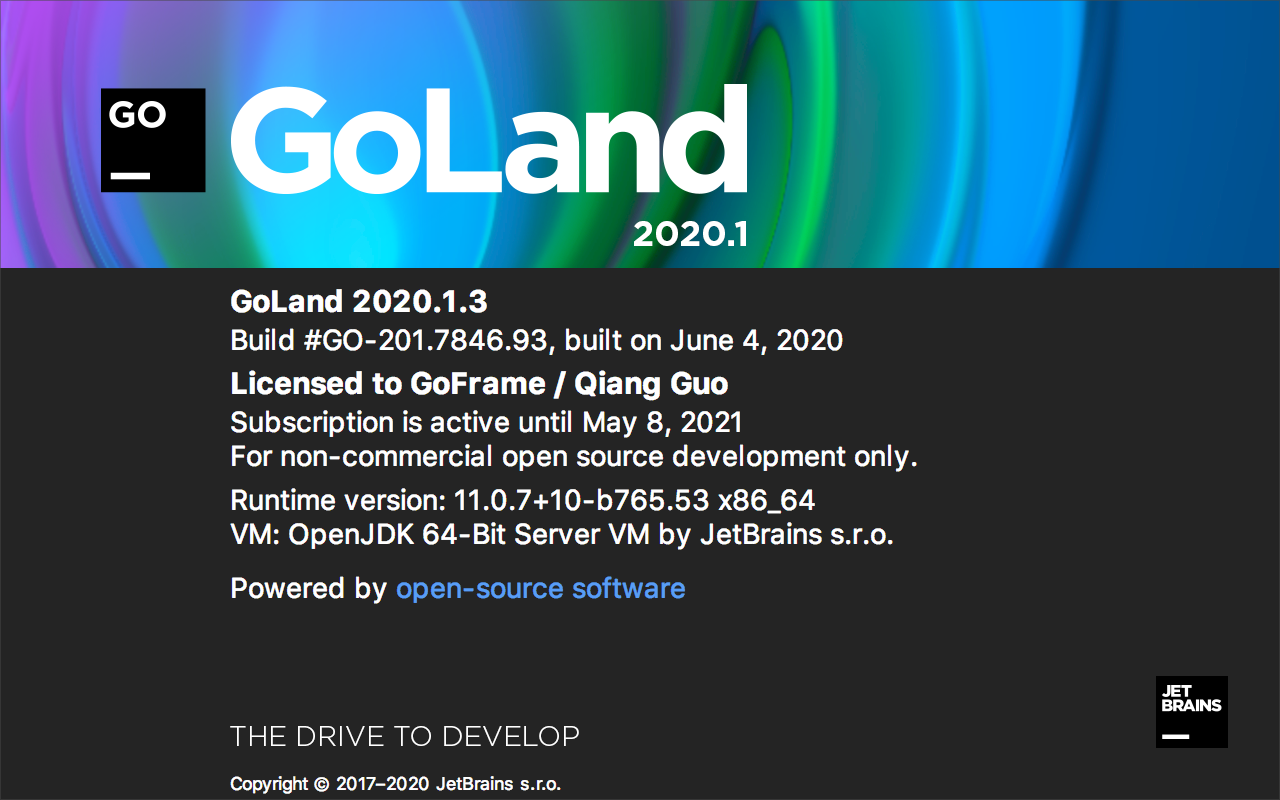 GO
GoLand
2020.1
GoLand 2020.1.3
Build #GO-201.7846.93, built on June 4, 2020
Licensed to GoFrame / Qiang Guo
Subscription is active until May 8, 2021
For non-commercial open source development only.
Runtime version: 11.0.7+10-b765.53 x86_64
VM: OpenJDK 64-Bit Server VM by JetBrains s.r.o.
Powered by open-source software
JET
BRAINS
THE DRIVE TO DEVELOP
Copyright © 2017–2020 JetBrains s.r.o.